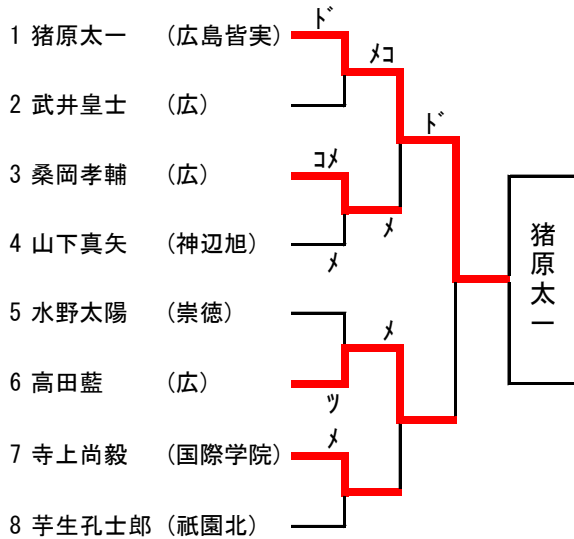 ﾄﾞ
1 猪原太一 (広島皆実)
ﾒｺ
2 武井皇士 (広)
ﾄﾞ
3 桑岡孝輔 (広)
ｺﾒ
ﾒ
4 山下真矢 (神辺旭)
ﾒ
猪原太一
5 水野太陽 (崇徳)
ﾒ
6 高田藍 (広)
ﾂ
7 寺上尚毅 (国際学院)
ﾒ
8 芋生孔士郎 (祇園北)